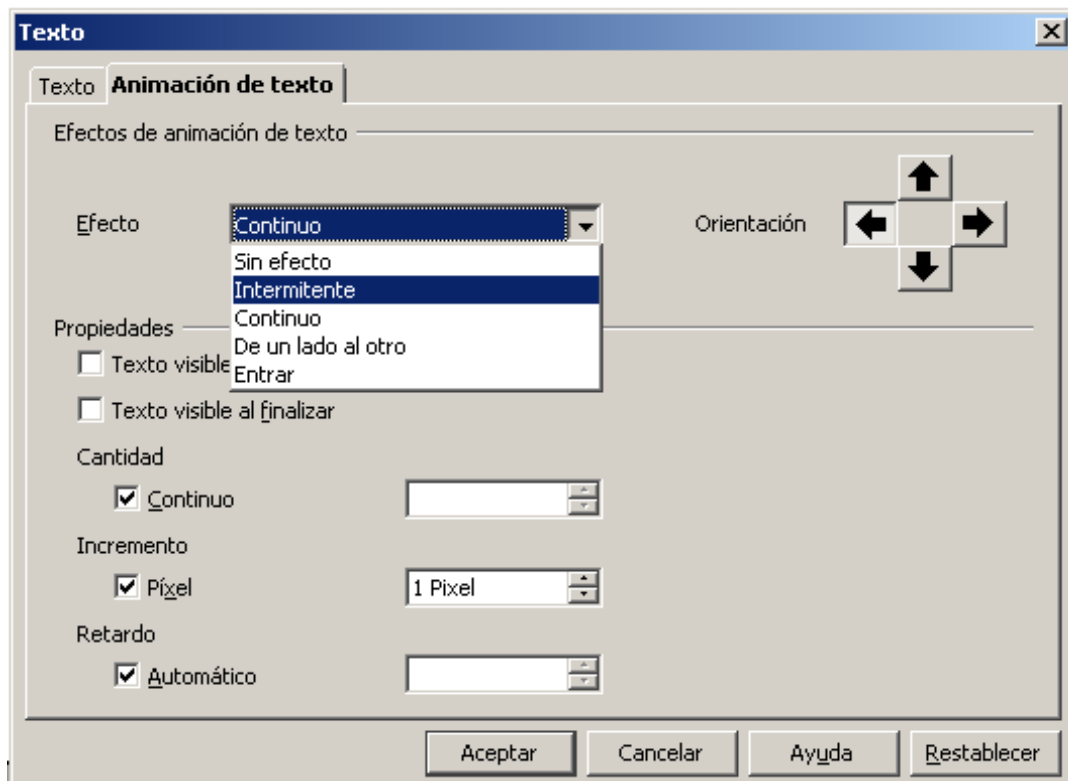 Texto
Texto Animación de texto
Efectos de animación de texto
Efecto Continuo Orientación
Sin efecto
Intermitente
Continuo
De un lado al otro
Entrar
Propiedades
Texto visible
Texto visible al finalizar
Cantidad
Continuo
Incremento
Píxel 1 Pixel
Retardo
Automático
Aceptar Cancelar Ayuda Restablecer